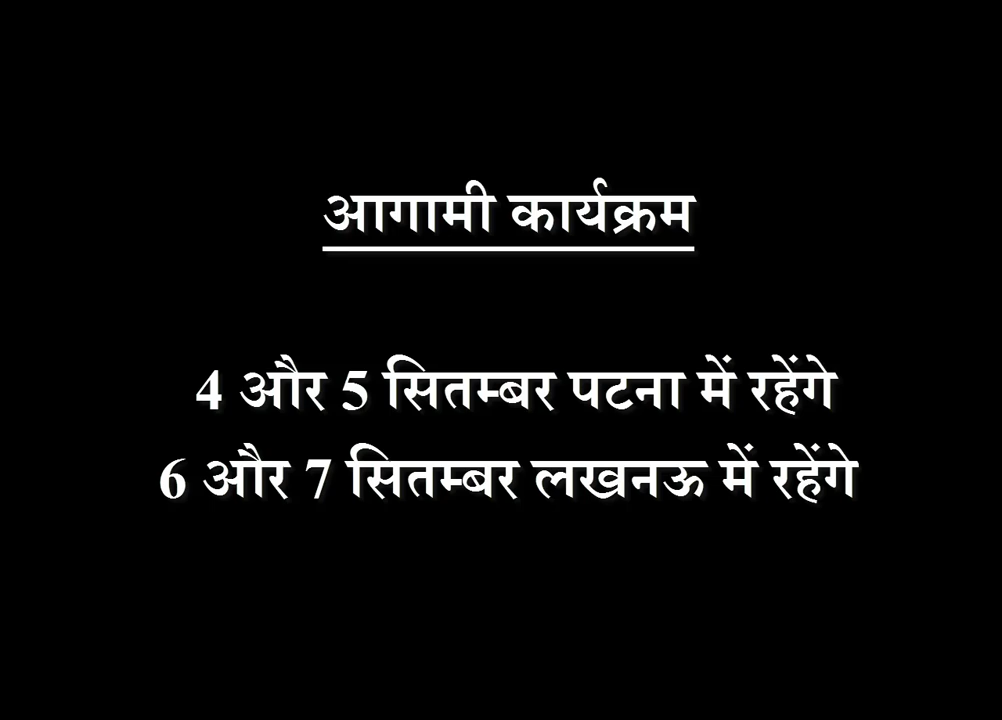 आगामी कार्यक्रम
4 और 5 सितम्बर पटना में रहेंगे
6 और 7 सितम्बर लखनऊ में रहेंगे